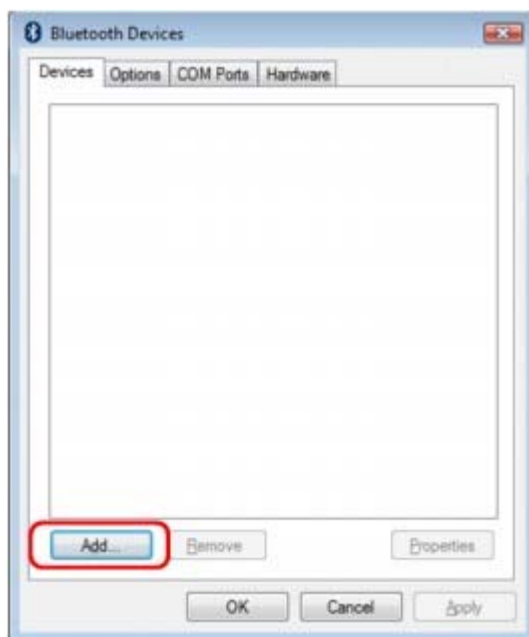 Bluetooth Devices
Devices Options COM Ports Hardware
Add... Remove Properties
OK Cancel Apply